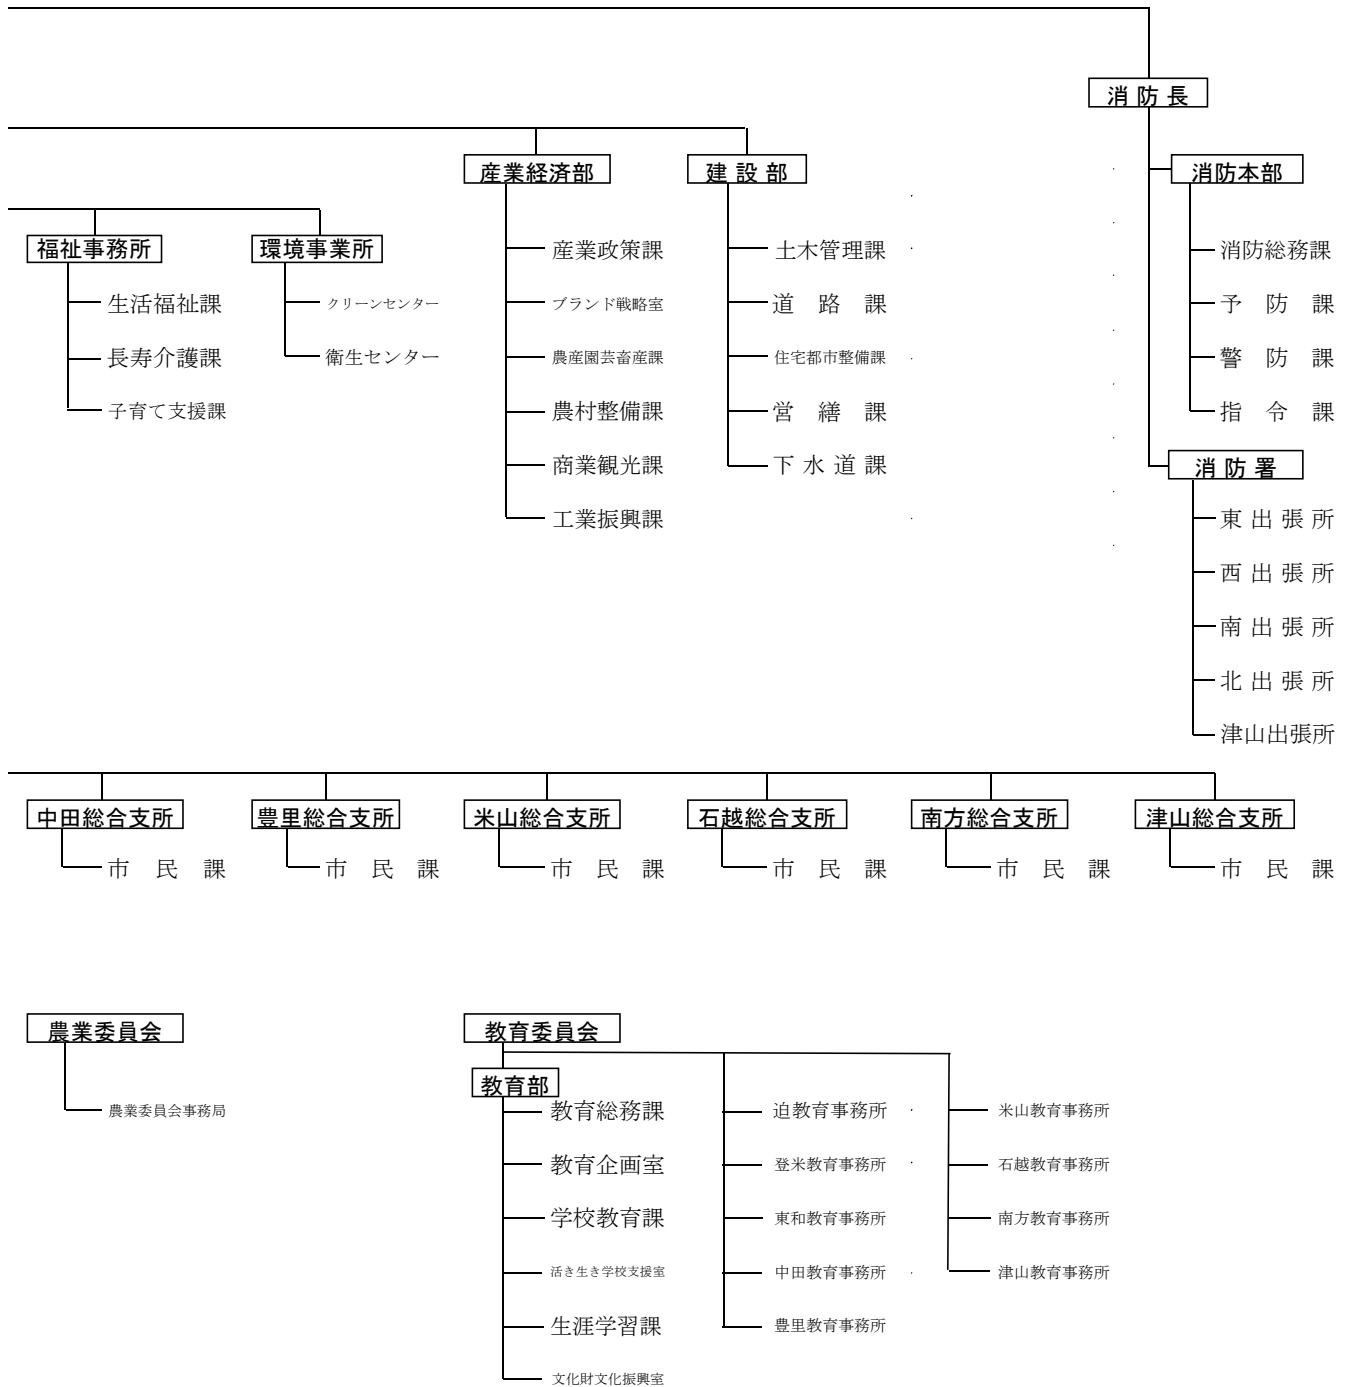 消防長
産業経済部
建設部
消防本部
福祉事務所
環境事業所
産業政策課
土木管理課
消防総務課
生活福祉課
クリーンセンター
ブランド戦略室
道路課
予防課
長寿介護課
衛生センター
農産園芸畜産課
住宅都市整備課
警防課
子育て支援課
農村整備課
営繕課
指令課
商業観光課
下水道課
消防署
工業振興課
東出張所
西出張所
南出張所
北出張所
津山出張所
中田総合支所
豊里総合支所
米山総合支所
石越総合支所
南方総合支所
津山総合支所
市民課
市民課
市民課
市民課
市民課
市民課
農業委員会
教育委員会
教育部
農業委員会事務局
教育総務課
迫教育事務所
米山教育事務所
教育企画室
登米教育事務所
石越教育事務所
学校教育課
東和教育事務所
南方教育事務所
活き生き学校支援室
中田教育事務所
津山教育事務所
生涯学習課
豊里教育事務所
文化財文化振興室